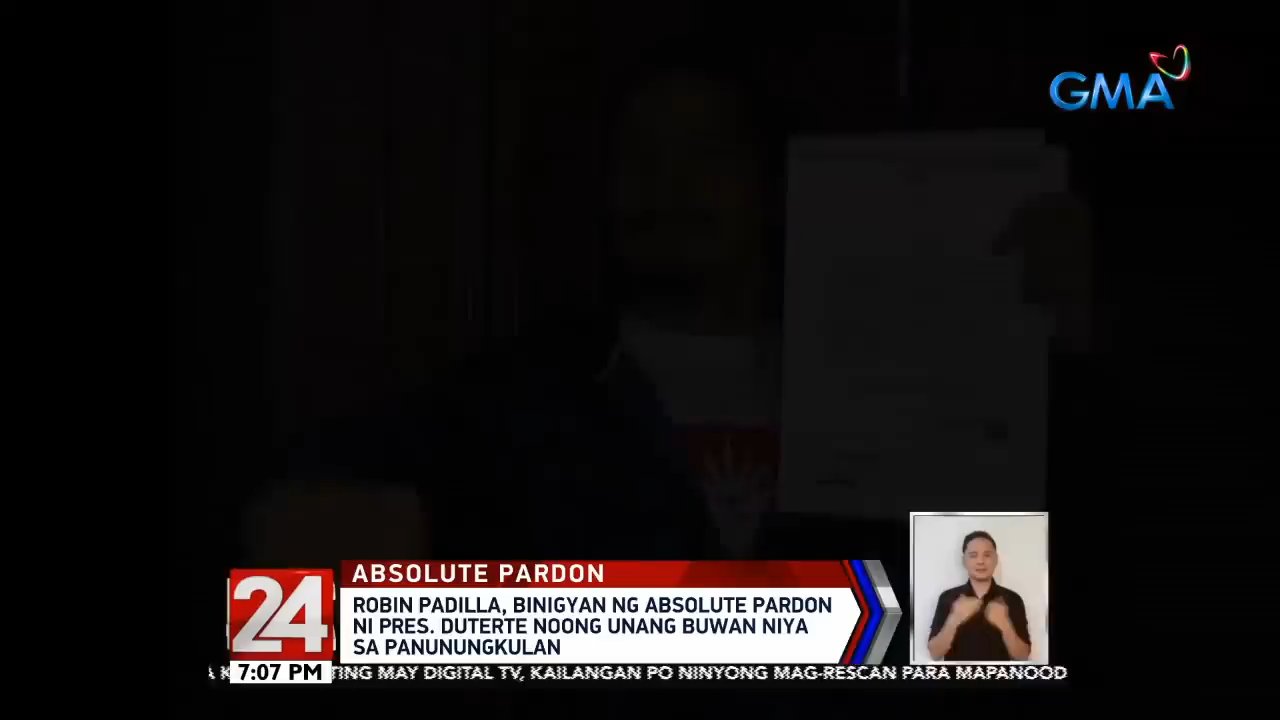 GMA
ABSOLUTE PARDON
ROBIN PADILLA, BINIGYAN NG ABSOLUTE PARDON
NI PRES. DUTERTE NOONG UNANG BUWAN NIYA
SA PANUNUNGKULAN
24
7:07 PM
TING MAY DIGITAL TV, KAILANGAN PO NINYONG MAG-RESCAN PARA MAPANOOD